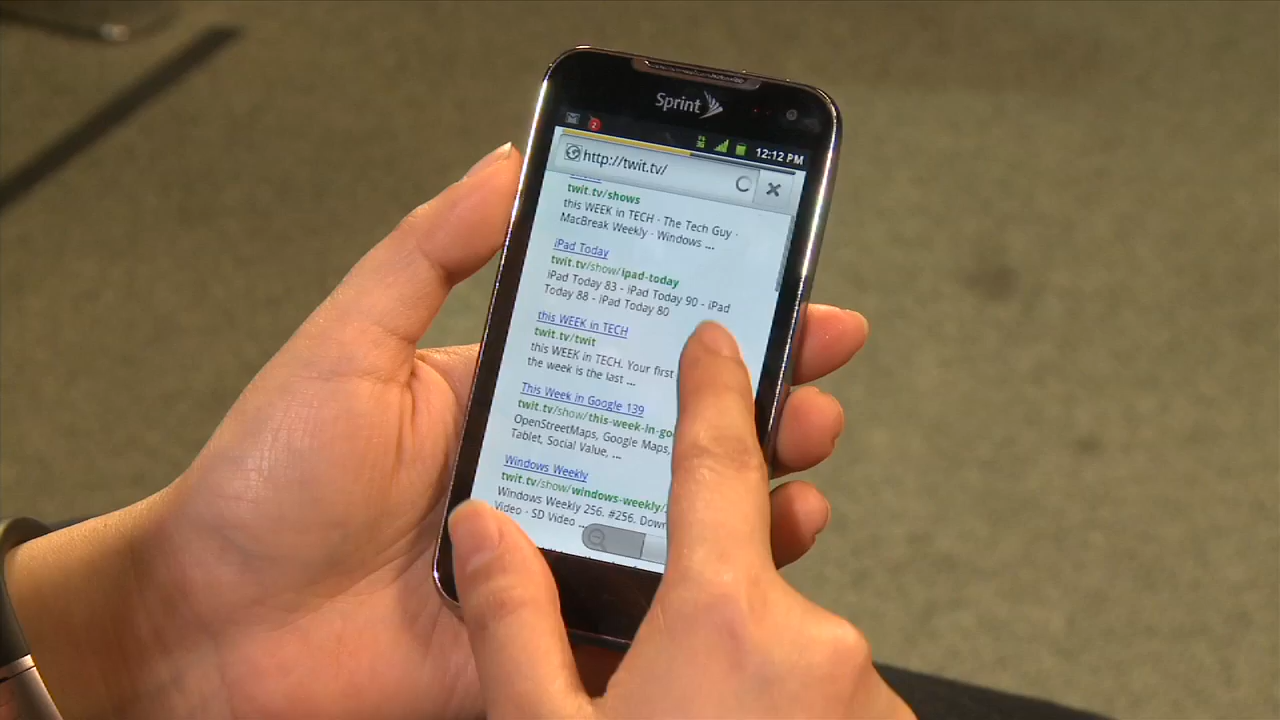 Sprint
2
12:12 PM
http://twit.tv/
twit.tv/shows
this WEEK in TECH · The Tech Guy ·
MacBreak Weekly - Windows ...
iPad Today
twit.tv/show/ipad-today
iPad Today 83 - iPad Today 90 - iPad
Today 88 - iPad Today 80
this WEEK in TECH
twit.tv/twit
this WEEK in TECH. Your first
the week is the last ...
This Week in Google 139
twit.tv/show/this-week-in-go
OpenStreetMaps, Google Maps,
Tablet, Social Value, ...
Windows Weekly
twit.tv/show/windows-weekly/
Windows Weekly 256. #256. Down
Video · SD Video ...